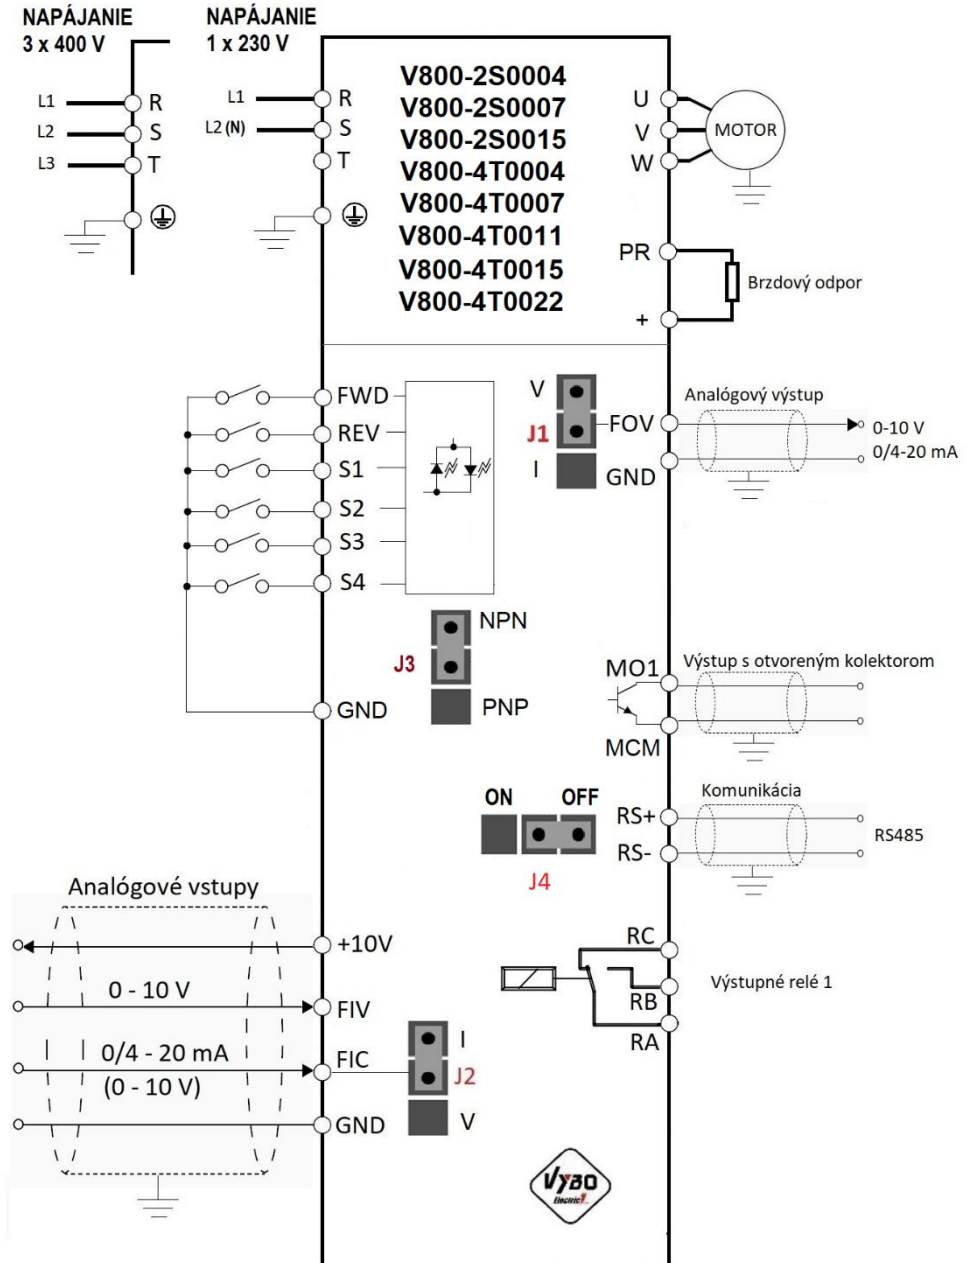 NAPÁJANIE
3 x 400 V
NAPÁJANIE
1 x 230 V
L1
R
L2
S
L3
T
L1
R
L2 (N)
S
T
V800-2S0004
V800-2S0007
V800-2S0015
V800-4T0004
V800-4T0007
V800-4T0011
V800-4T0015
V800-4T0022
U
V
W
MOTOR
PR
+
Brzdový odpor
FWD
REV
S1
S2
S3
S4
V
J1
I
FOV
GND
Analógový výstup
0-10 V
0/4-20 mA
NPN
J3
PNP
GND
MO1
MCM
Výstup s otvoreným kolektorom
ON
OFF
J4
RS+
RS-
Komunikácia
RS485
Analógové vstupy
+10V
0 - 10 V
FIV
0/4 - 20 mA
(0 - 10 V)
FIC
GND
I
J2
V
RC
RB
RA
Výstupné relé 1
VYBO
Electric